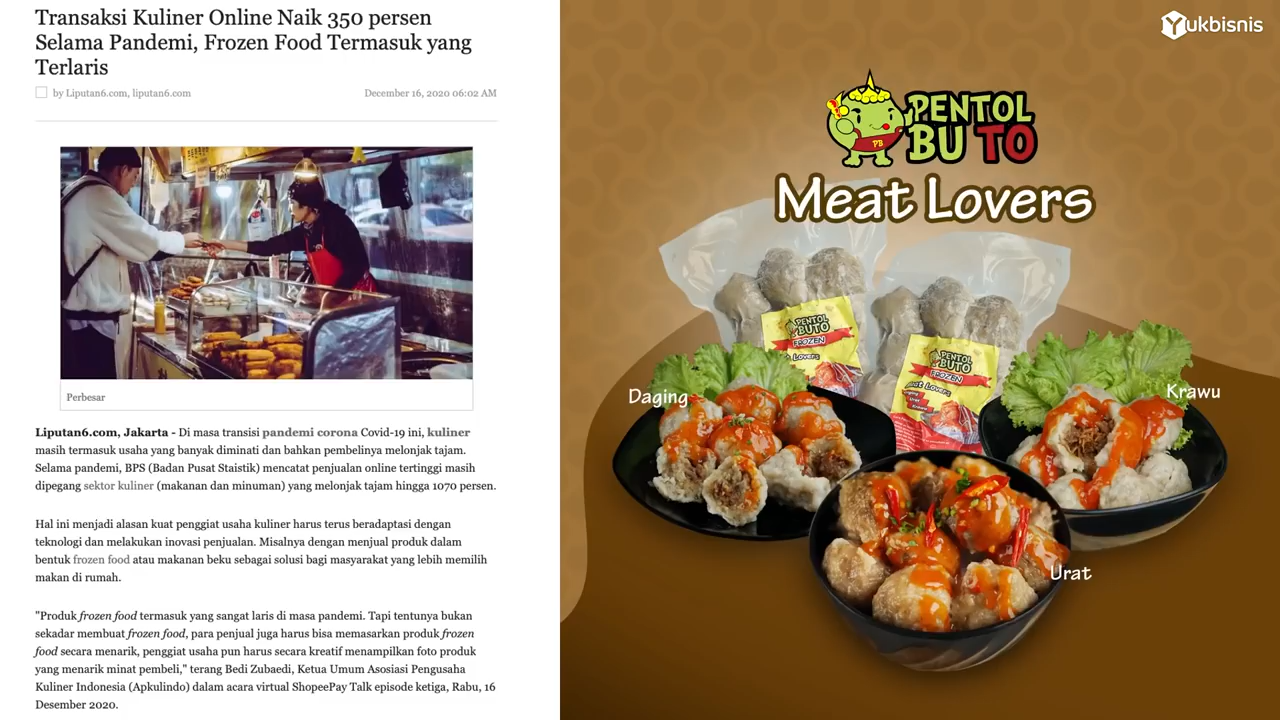 Transaksi Kuliner Online Naik 350 persen
Selama Pandemi, Frozen Food Termasuk yang
Terlaris
by Liputan6.com, liputan6.com
December 16, 2020 06:02 AM
Perbesar
Liputan6.com, Jakarta - Di masa transisi pandemi corona Covid-19 ini, kuliner
masih termasuk usaha yang banyak diminati dan bahkan pembelinya melonjak tajam.
Selama pandemi, BPS (Badan Pusat Staistik) mencatat penjualan online tertinggi masih
dipegang sektor kuliner (makanan dan minuman) yang melonjak tajam hingga 1070 persen.
Hal ini menjadi alasan kuat penggiat usaha kuliner harus terus beradaptasi dengan
teknologi dan melakukan inovasi penjualan. Misalnya dengan menjual produk dalam
bentuk frozen food atau makanan beku sebagai solusi bagi masyarakat yang lebih memilih
makan di rumah.
"Produk frozen food termasuk yang sangat laris di masa pandemi. Tapi tentunya bukan
sekadar membuat frozen food, para penjual juga harus bisa memasarkan produk frozen
food secara menarik, penggiat usaha pun harus secara kreatif menampilkan foto produk
yang menarik minat pembeli," terang Bedi Zubaedi, Ketua Umum Asosiasi Pengusaha
Kuliner Indonesia (Apkulindo) dalam acara virtual ShopeePay Talk episode ketiga, Rabu, 16
Desember 2020.
Yukbisnis
PB
PENTOL
BU TO
Meat Lovers
PENTOL
BUTO
FROZEN
Lovers
PENTOL
BUTO
FROZEN
Lovers
Daging
Krawu
Urat